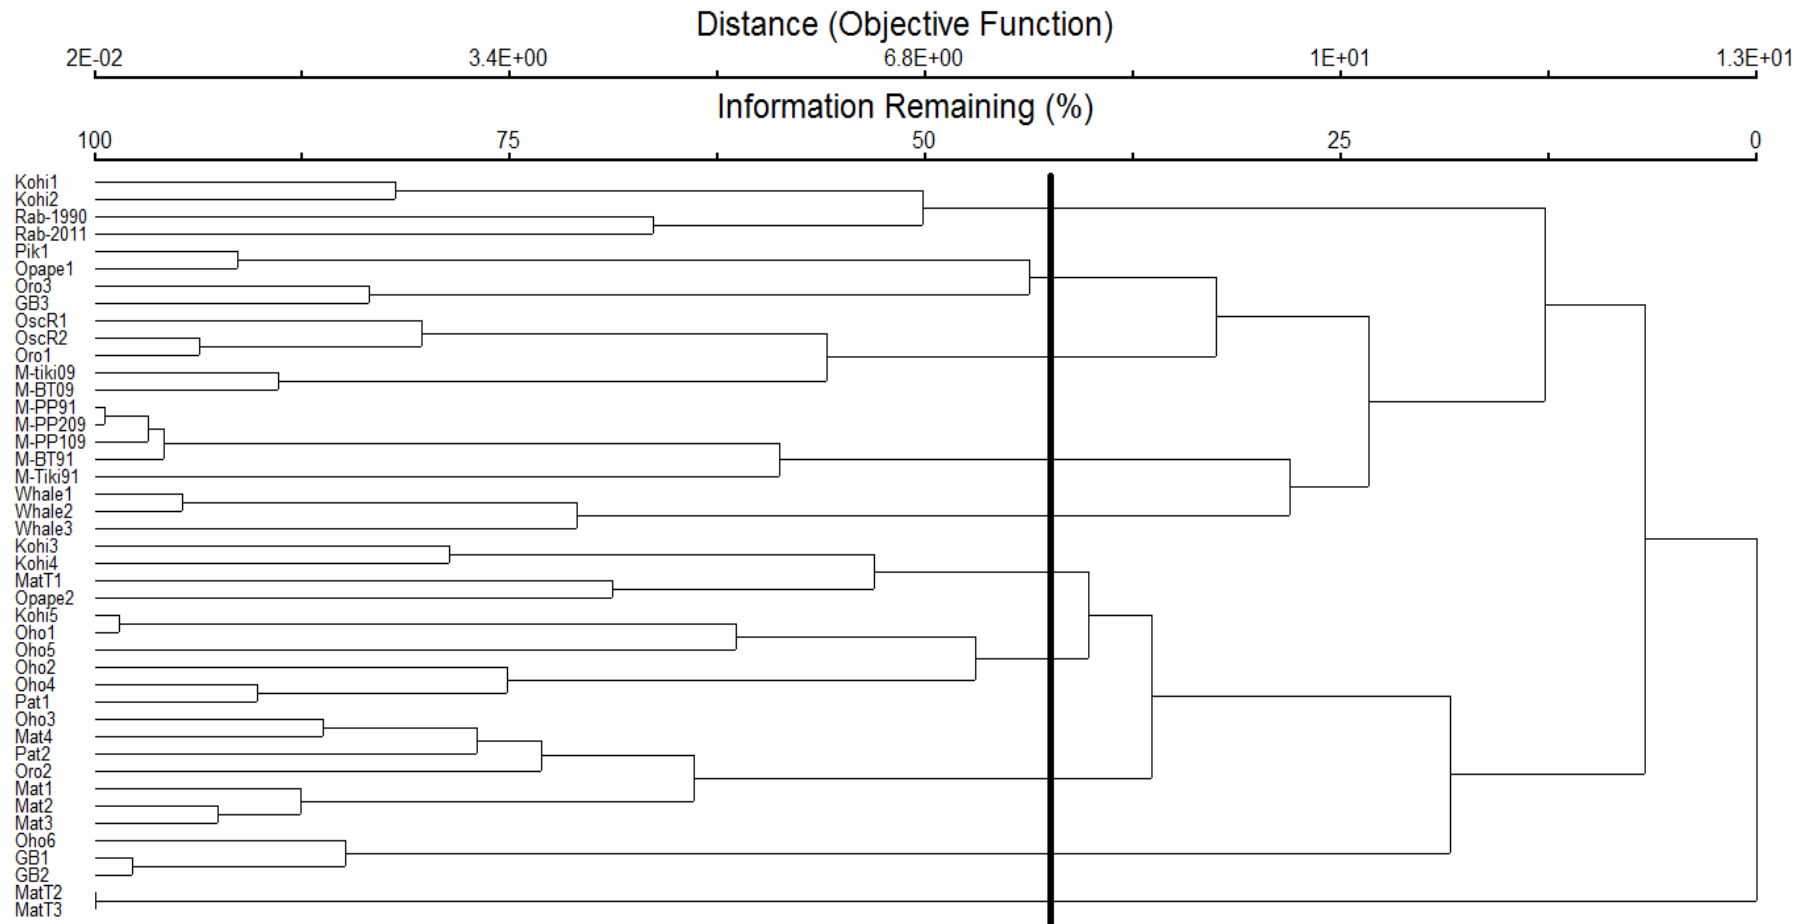 Distance (Objective Function)
2E-02 3.4E+00 6.8E+00 1E+01 1.3E+01
Information Remaining (%)
100 75 50 25 0
Kohi1
Kohi2
Rab-1990
Rab-2011
Pik1
Opape1
Oro3
GB3
OscR1
OscR2
Oro1
M-tiki09
M-BT09
M-PP91
M-PP209
M-PP109
M-BT91
M-Tiki91
Whale1
Whale2
Whale3
Kohi3
Kohi4
MatT1
Opape2
Kohi5
Oho1
Oho5
Oho2
Oho4
Pat1
Oho3
Mat4
Pat2
Oro2
Mat1
Mat2
Mat3
Oho6
GB1
GB2
MatT2
MatT3